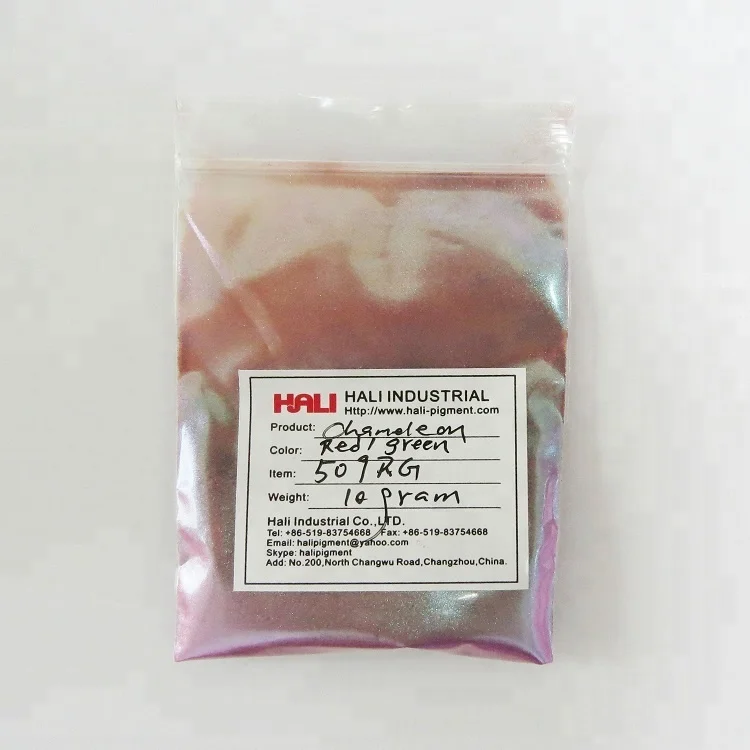 HALI HALI INDUSTRIAL
Http://www.hali-pigment.com
Product: Chameleon
Color: Red/green
Item: 509RG
Weight: 10 gram
Hali Industrial Co.,LTD.
Tel: +86-519-83754668 Fax: +86-519-83754668
Email: halipigment@yahoo.com
Skype: halipigment
Add: No.200,North Changwu Road,Changzhou,China.